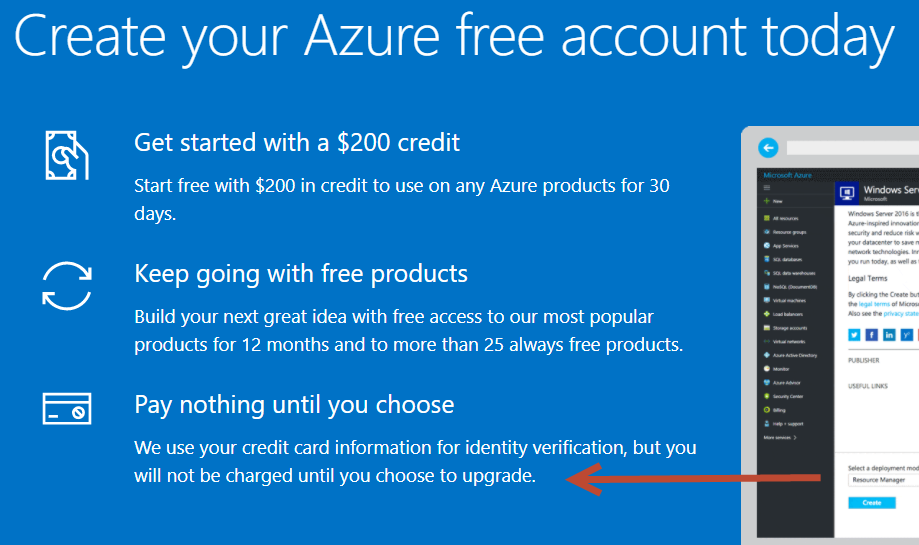 Create your Azure free account today
Get started with a $200 credit
Start free with $200 in credit to use on any Azure products for 30
days.
Keep going with free products
Build your next great idea with free access to our most popular
products for 12 months and to more than 25 always free products.
Pay nothing until you choose
We use your credit card information for identity verification, but you
will not be charged until you choose to upgrade.
Microsoft Azure
New
All resources
Resource groups
App Services
SQL databases
SQL data warehouses
NoSQL (DocumentDB)
Virtual machines
Load balancers
Storage accounts
Virtual networks
Azure Active Directory
Monitor
Azure Advisor
Security Center
Billing
Help + support
More services >
Windows Ser
Microsoft
Windows Server 2016 is t
Azure-inspired innovation
security and reduce risk w
your datacenter to save m
network technologies. Inn
you run today, as well as
Legal Terms
By clicking the Create but
the legal terms of Microso
Also see the privacy state
PUBLISHER
USEFUL LINKS
Select a deployment mod
Resource Manager
Create